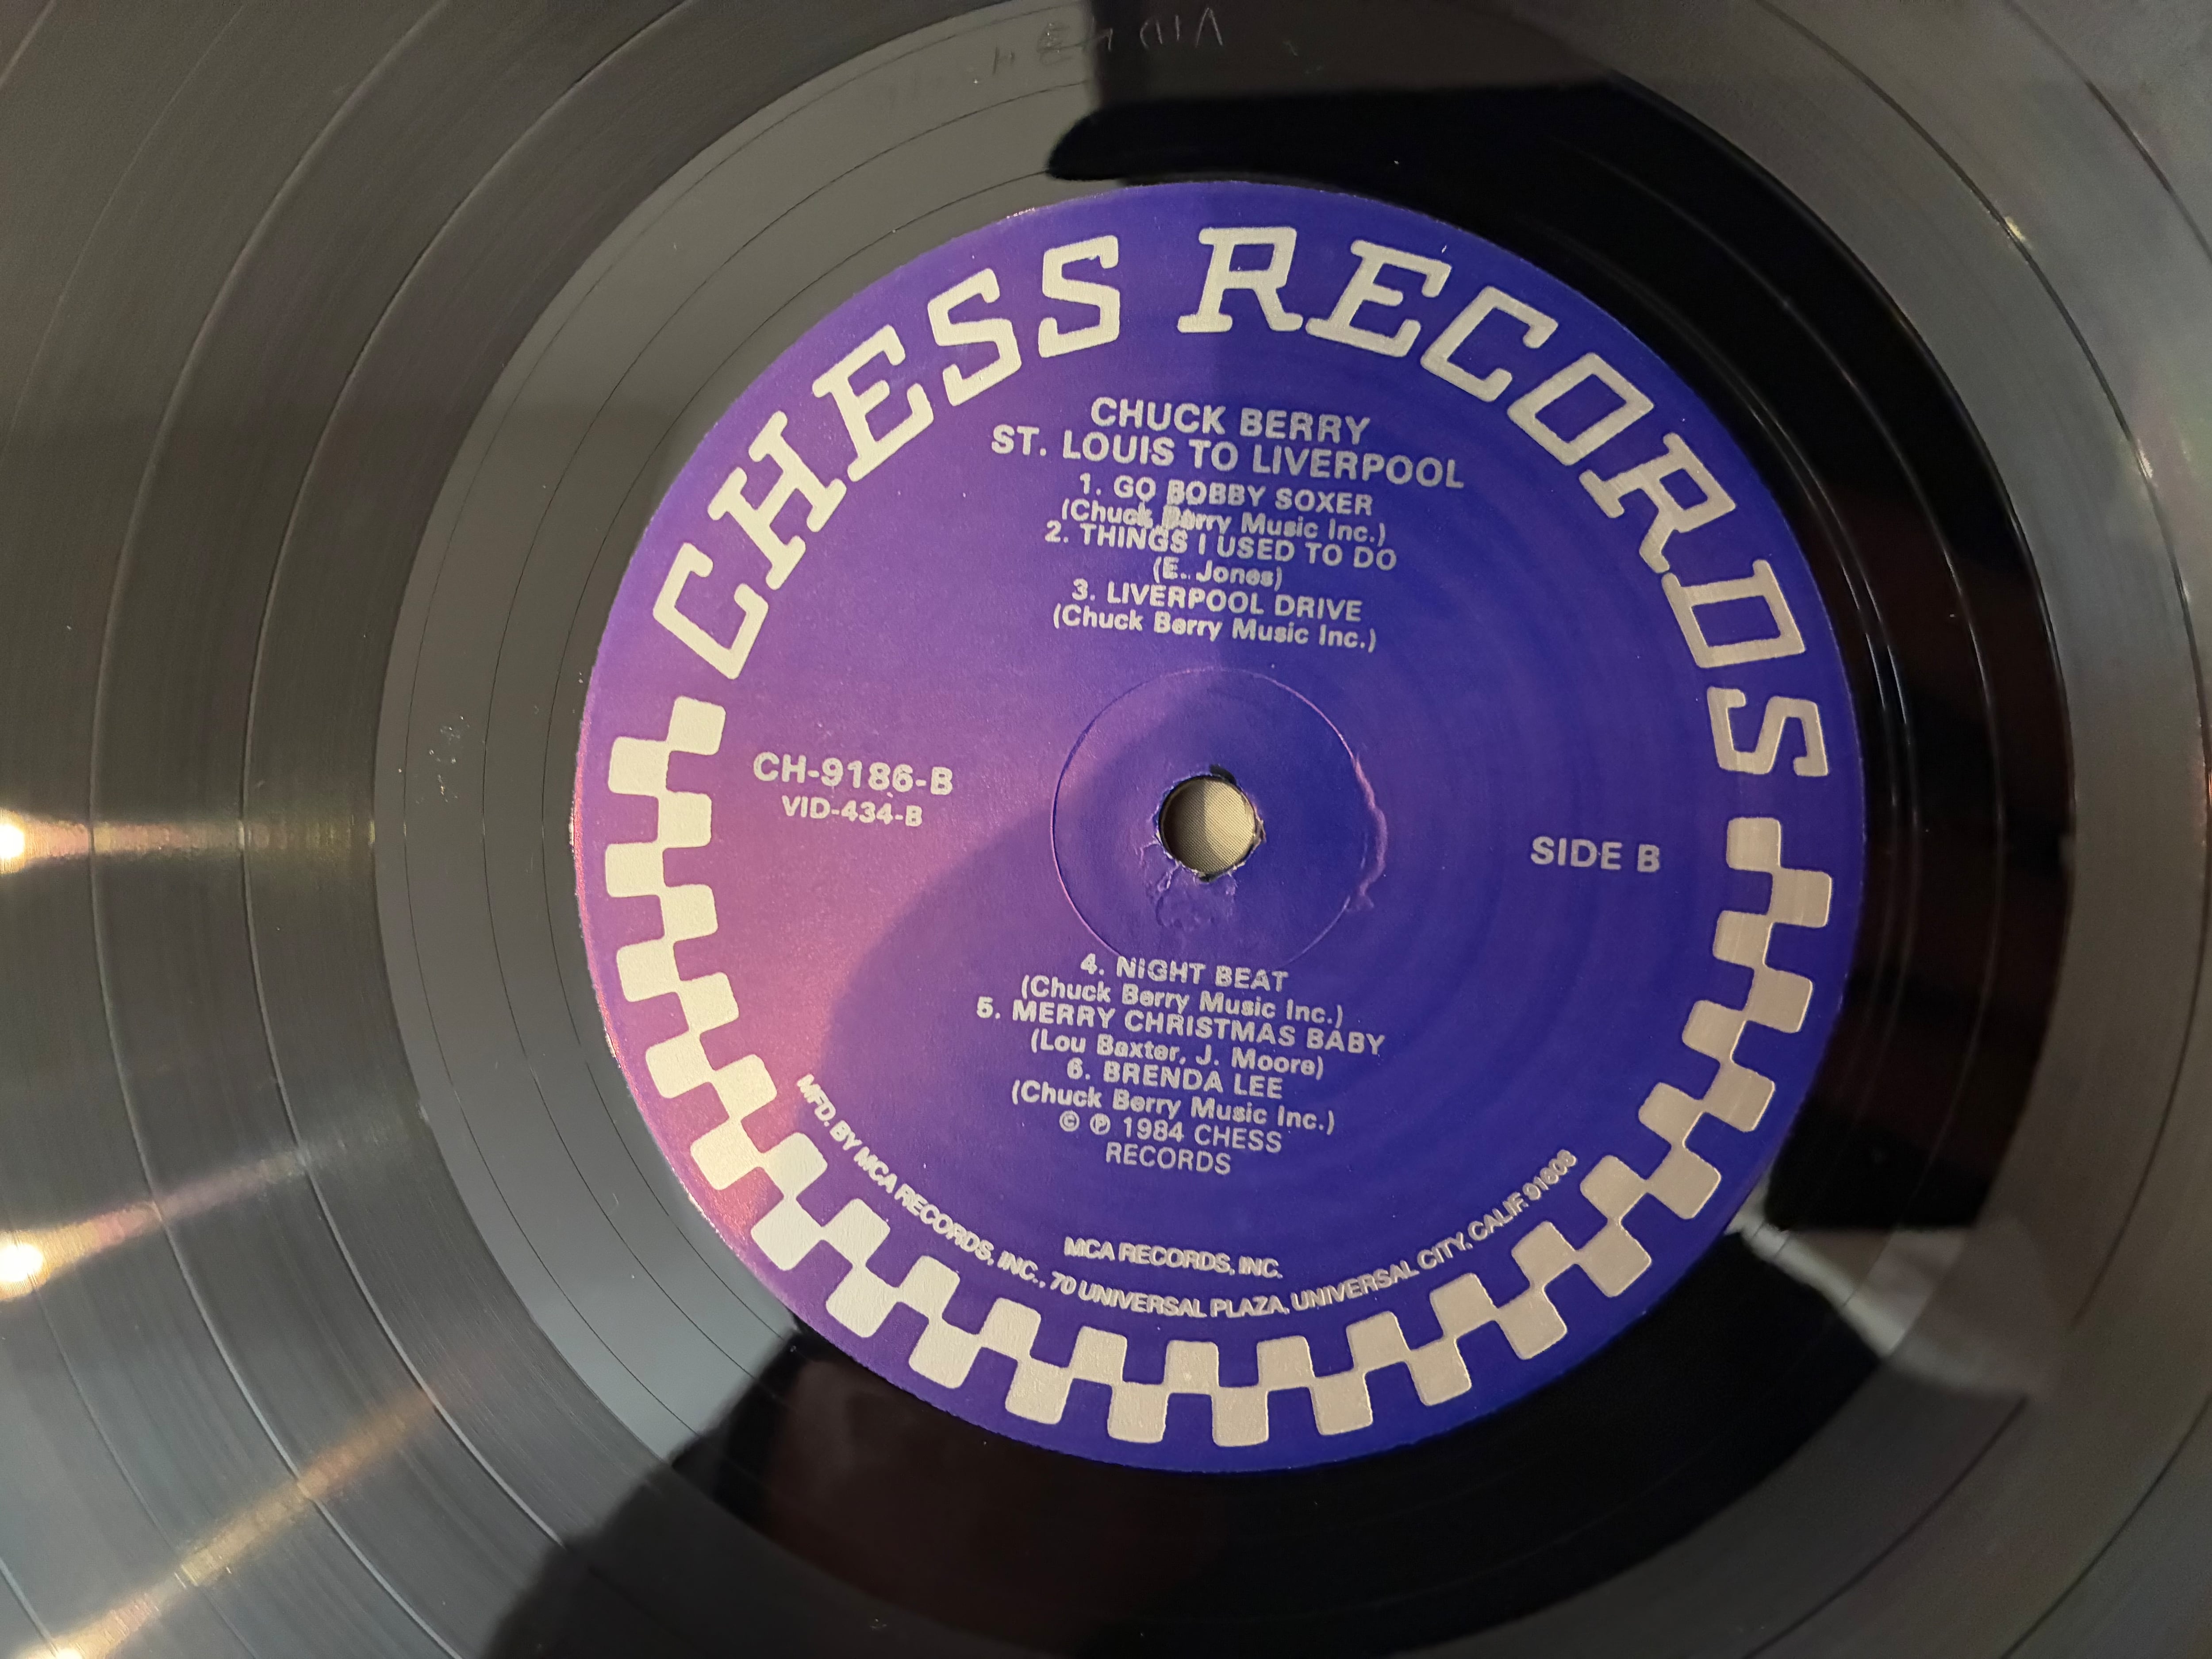 CHESS RECORDS
CHUCK BERRY
ST. LOUIS TO LIVERPOOL
1. GO BOBBY SOXER
(Chuck Berry Music Inc.)
2. THINGS I USED TO DO
(E. Jones)
3. LIVERPOOL DRIVE
(Chuck Berry Music Inc.)
CH-9186-B
VID-434-B
SIDE B
4. NIGHT BEAT
(Chuck Berry Music Inc.)
5. MERRY CHRISTMAS BABY
(Lou Baxter, J. Moore)
6. BRENDA LEE
(Chuck Berry Music Inc.)
© ℗ 1984 CHESS
RECORDS
MCA RECORDS, INC.
MFD. BY MCA RECORDS, INC., 70 UNIVERSAL PLAZA, UNIVERSAL CITY, CALIF. 91608